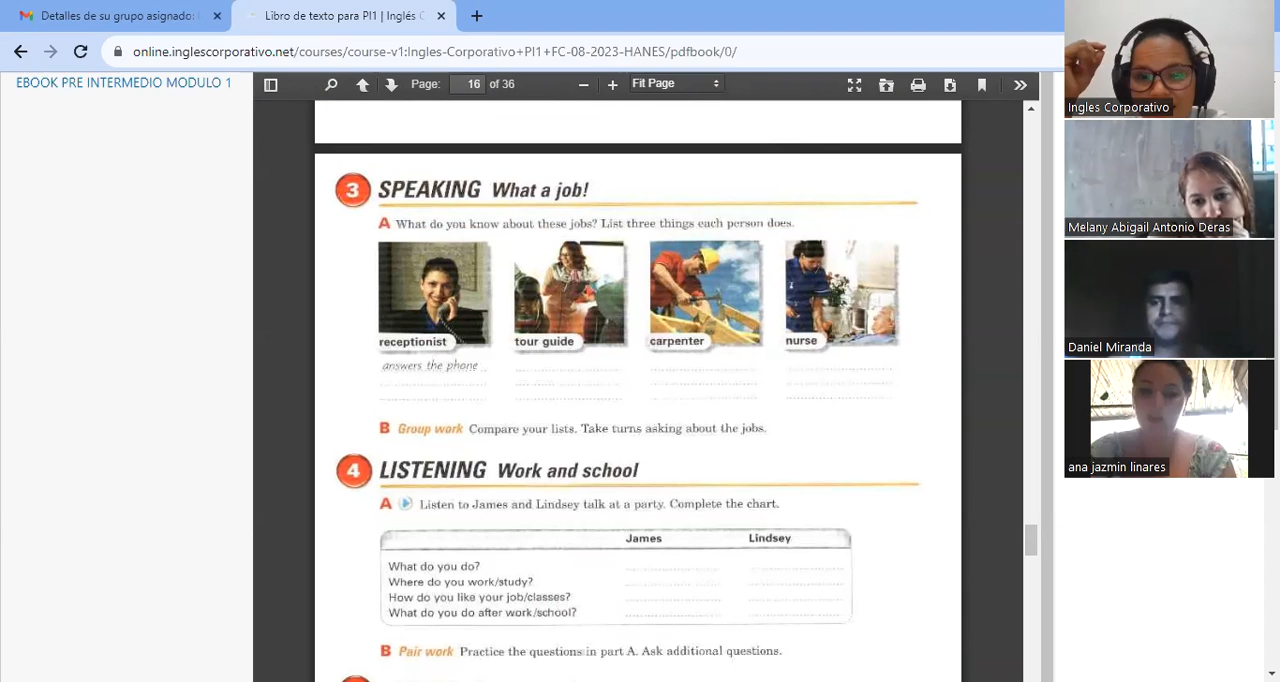 Detalles de su grupo asignado:
Libro de texto para PI1 | Inglés C
online.inglescorporativo.net/courses/course-v1:Ingles-Corporativo+PI1+FC-08-2023-HANES/pdfbook/0/
EBOOK PRE INTERMEDIO MODULO 1
Page: 16 of 36
Fit Page
3 SPEAKING What a job!
A What do you know about these jobs? List three things each person does.
receptionist
tour guide
carpenter
nurse
answers the phone
B Group work Compare your lists. Take turns asking about the jobs.
4 LISTENING Work and school
A Listen to James and Lindsey talk at a party. Complete the chart.
James Lindsey
What do you do?
Where do you work/study?
How do you like your job/classes?
What do you do after work/school?
B Pair work Practice the questions in part A. Ask additional questions.
Ingles Corporativo
Melany Abigail Antonio Deras
Daniel Miranda
ana jazmin linares